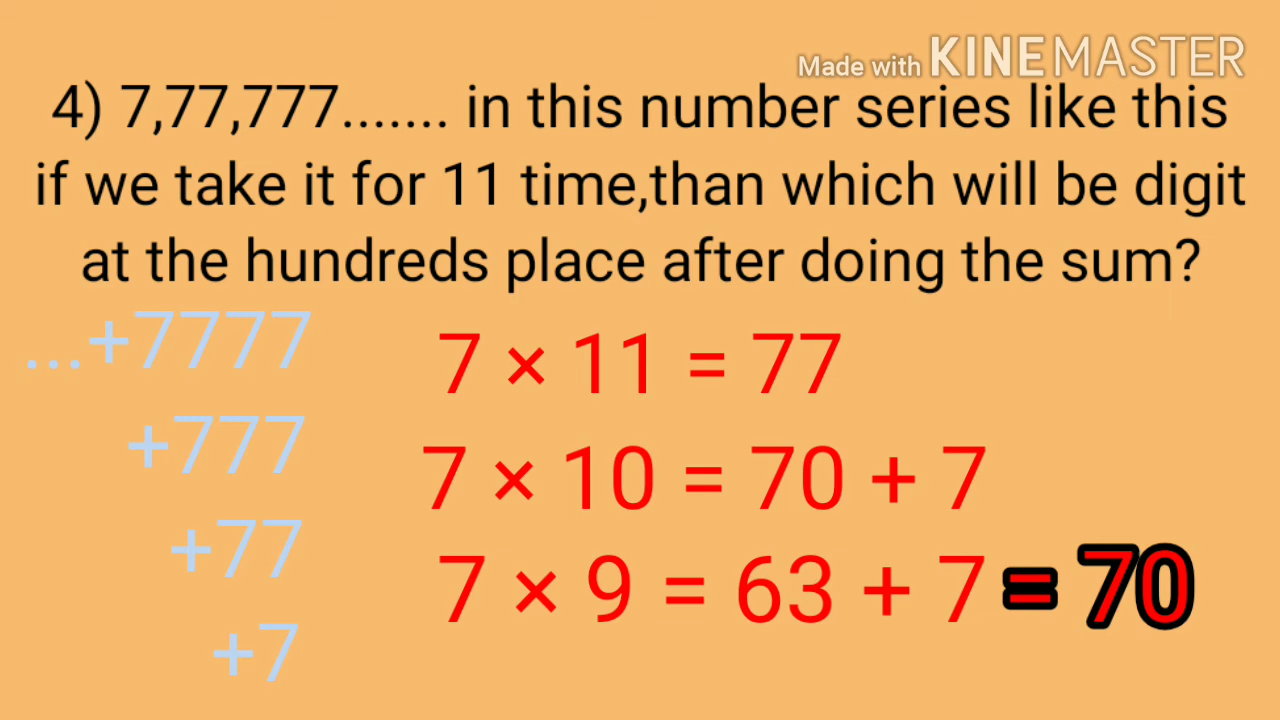 Made with KINEMASTER
4) 7,77,777....... in this number series like this
if we take it for 11 time,than which will be digit
at the hundreds place after doing the sum?
...+7777
+777
+77
+7
7 × 11 = 77
7 × 10 = 70 + 7
7 × 9 = 63 + 7 = 70